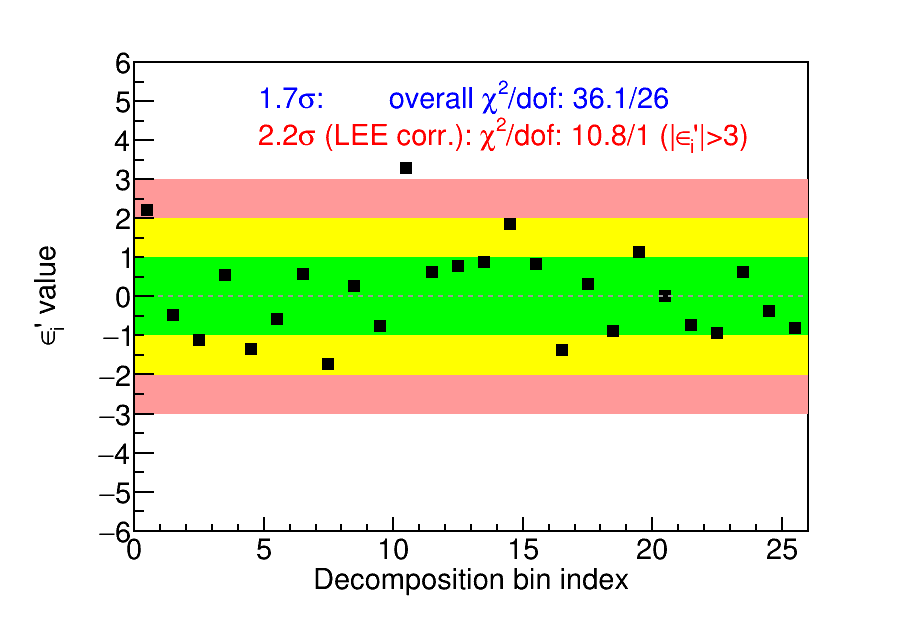 1.7σ: overall χ²/dof: 36.1/26
2.2σ (LEE corr.): χ²/dof: 10.8/1 (|ϵᵢ'|>3)
6
5
4
3
2
1
0
−1
−2
−3
−4
−5
−6
ϵᵢ' value
0 5 10 15 20 25
Decomposition bin index